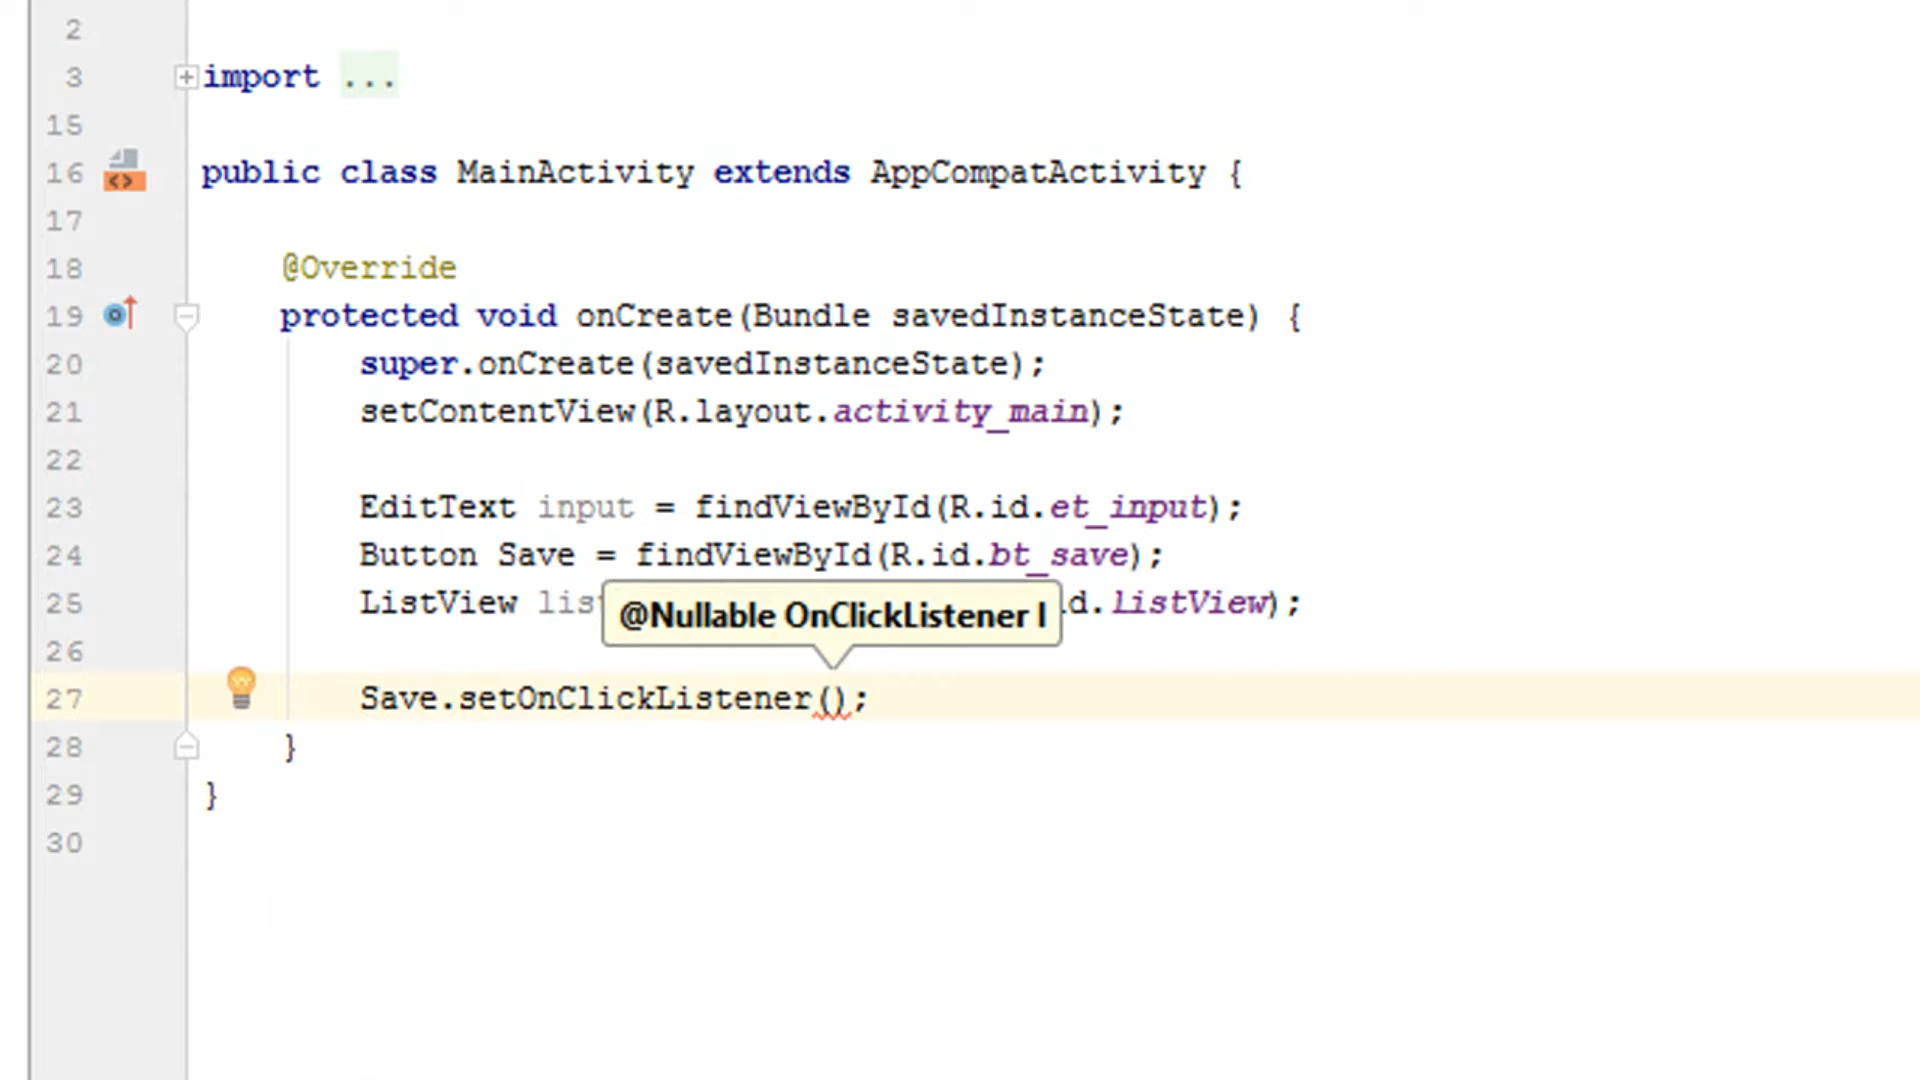 2
3 import ...
15
16 public class MainActivity extends AppCompatActivity {
17
18 @Override
19 protected void onCreate(Bundle savedInstanceState) {
20 super.onCreate(savedInstanceState);
21 setContentView(R.layout.activity_main);
22
23 EditText input = findViewById(R.id.et_input);
24 Button Save = findViewById(R.id.bt_save);
25 ListView lis d.listView);
@Nullable OnClickListener l
26
27 Save.setOnClickListener();
28 }
29 }
30